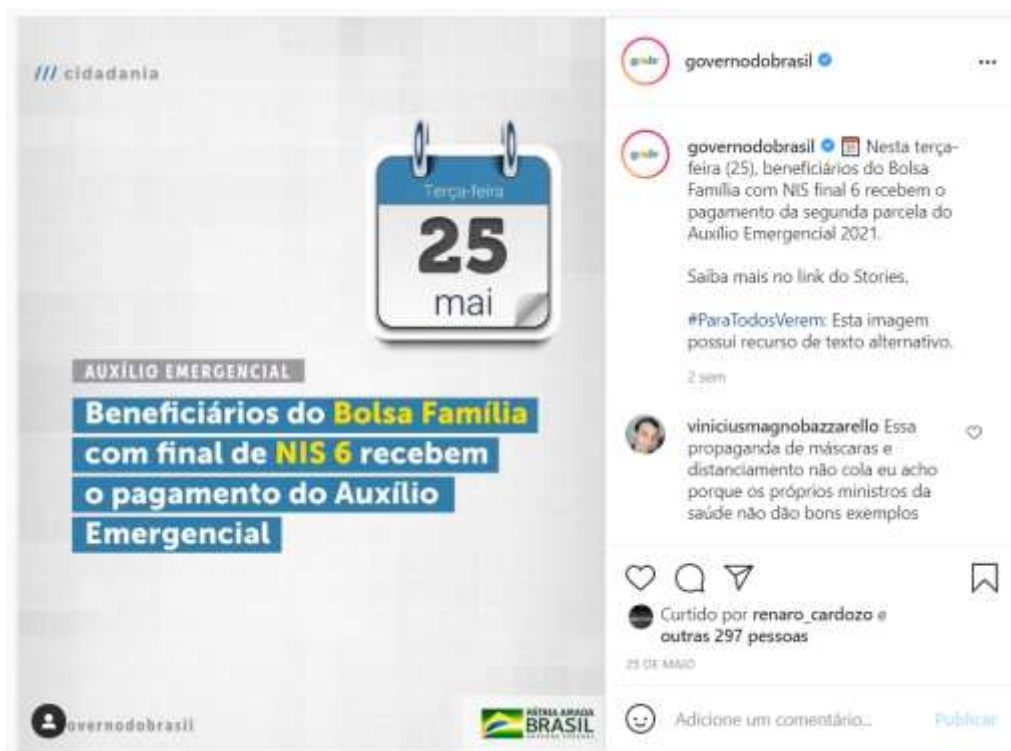 /// cidadania
Terça-feira
25
mai
AUXÍLIO EMERGENCIAL
Beneficiários do Bolsa Família
com final de NIS 6 recebem
o pagamento do Auxílio
Emergencial
overnodobrasil
PÁTRIA AMADA
BRASIL
governodobrasil
governodobrasil Nesta terça-
feira (25), beneficiários do Bolsa
Família com NIS final 6 recebem o
pagamento da segunda parcela do
Auxílio Emergencial 2021.
Saiba mais no link do Stories.
#ParaTodosVerem: Esta imagem
possui recurso de texto alternativo.
2 sem
viniciusmagnobazzarello Essa
propaganda de máscaras e
distanciamento não cola eu acho
porque os próprios ministros da
saúde não dão bons exemplos
Curtido por renaro_cardozo e
outras 297 pessoas
25 DE MAIO
Adicione um comentário... Publicar